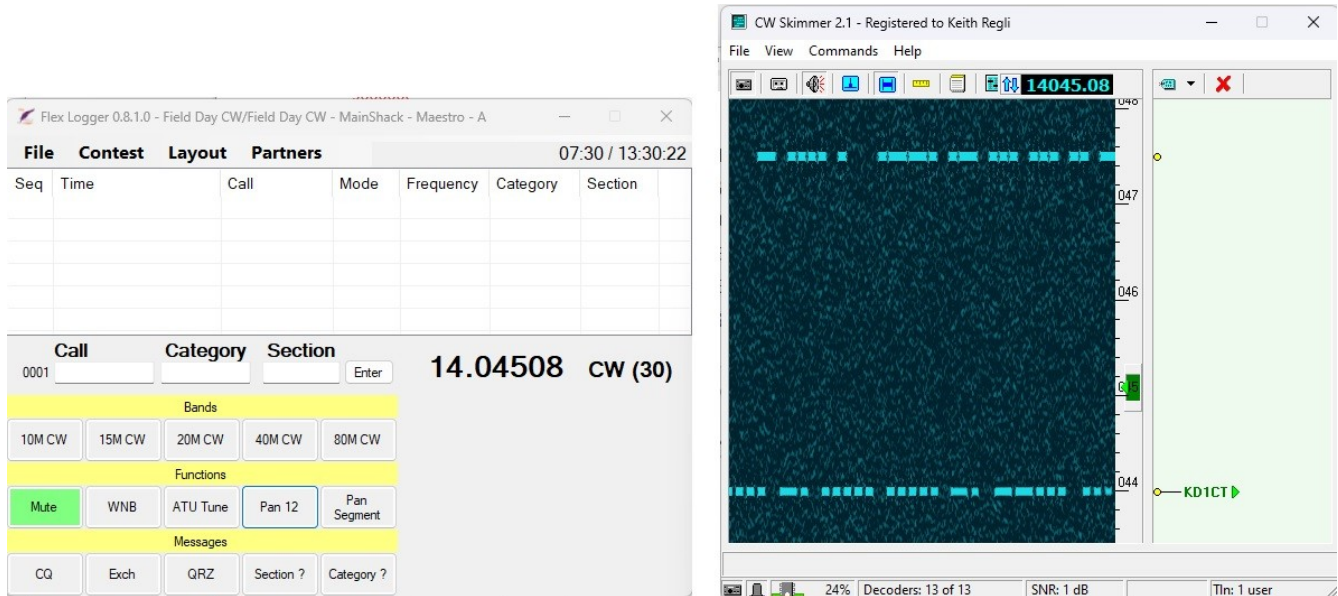 Flex Logger 0.8.1.0 - Field Day CW/Field Day CW - MainShack - Maestro - A
File Contest Layout Partners 07:30 / 13:30:22
Seq Time Call Mode Frequency Category Section
Call Category Section
0001 Enter 14.04508 CW (30)
Bands
10M CW 15M CW 20M CW 40M CW 80M CW
Functions
Mute WNB ATU Tune Pan 12 Pan Segment
Messages
CQ Exch QRZ Section ? Category ?
CW Skimmer 2.1 - Registered to Keith Regli
File View Commands Help
14045.08
047
046
044
KD1CT
24% Decoders: 13 of 13 SNR: 1 dB Tln: 1 user